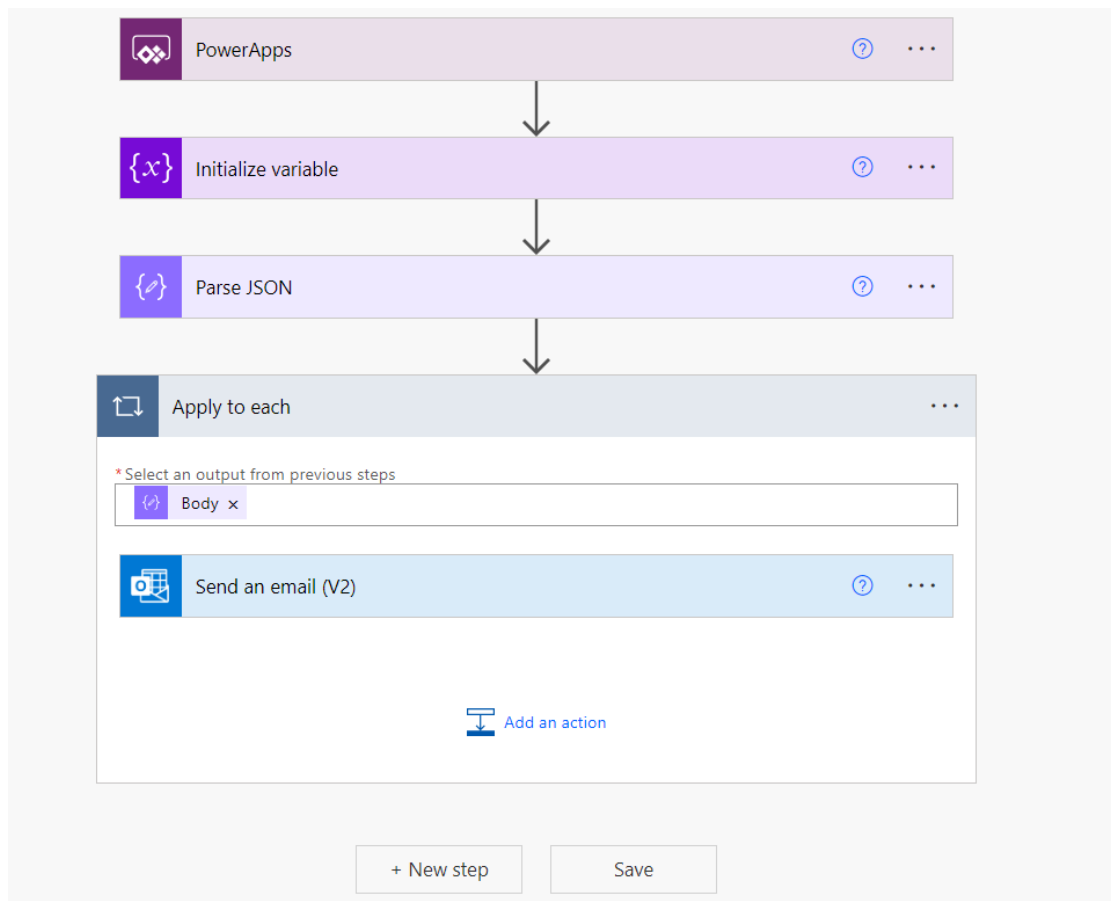 PowerApps
{x} Initialize variable
Parse JSON
Apply to each
* Select an output from previous steps
Body ×
Send an email (V2)
Add an action
+ New step Save